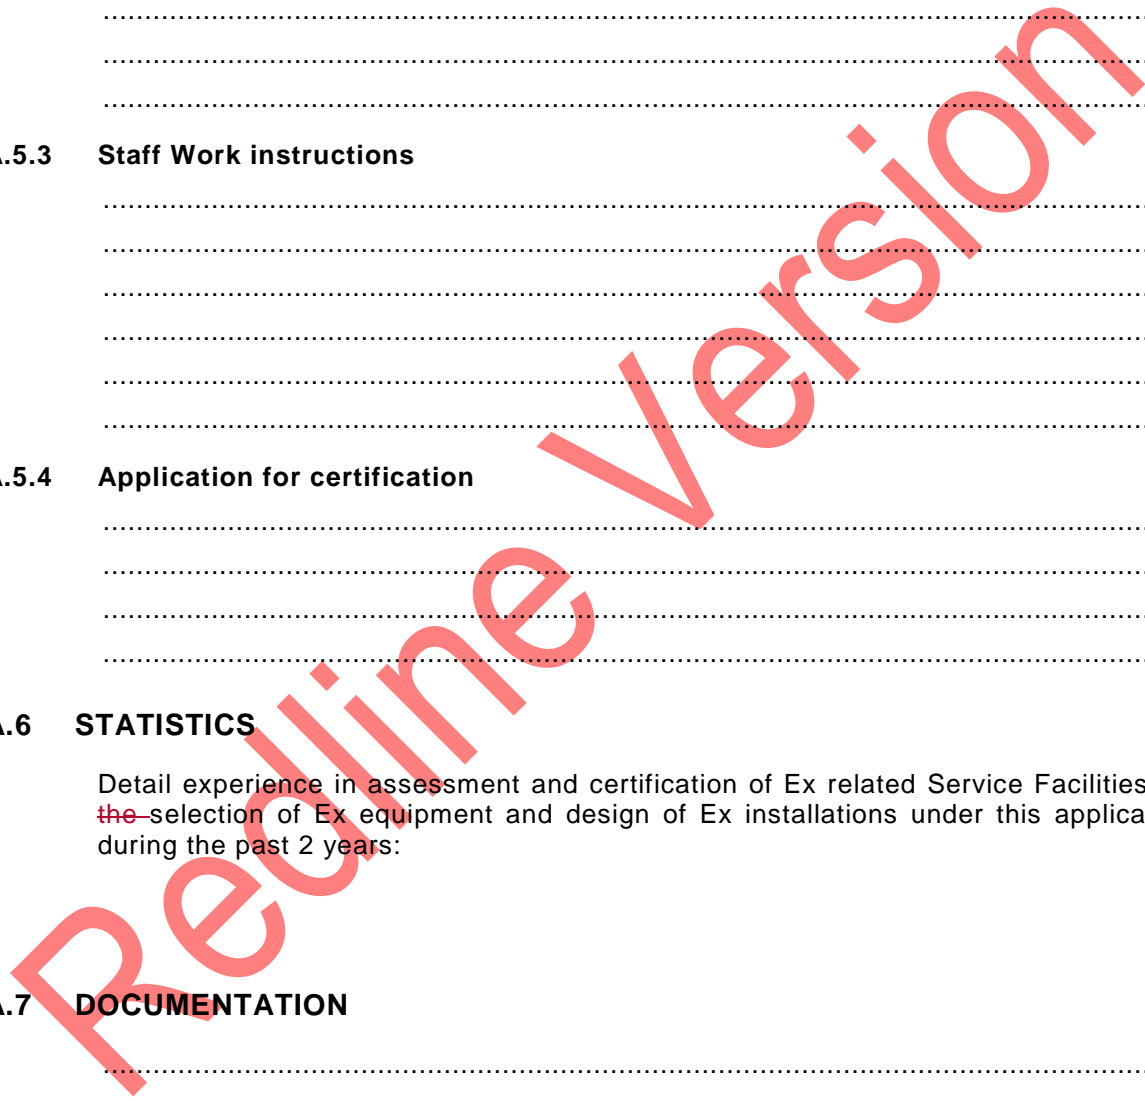 ................................................................................
................................................................................
................................................................................
A.5.3 Staff Work instructions
................................................................................
................................................................................
................................................................................
................................................................................
................................................................................
................................................................................
A.5.4 Application for certification
................................................................................
................................................................................
................................................................................
................................................................................
A.6 STATISTICS
Detail experience in assessment and certification of Ex related Service Facilities
the selection of Ex equipment and design of Ex installations under this applica
during the past 2 years:
A.7 DOCUMENTATION
................................................................................
Redline Version